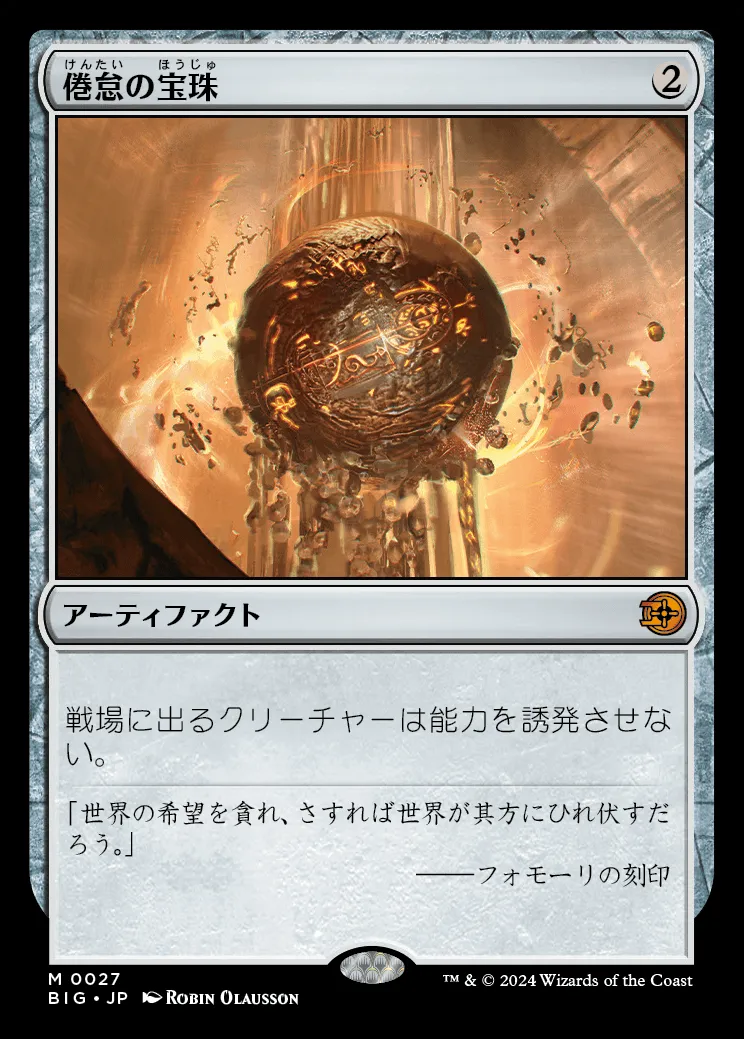 けんたい ほうじゅ
倦怠の宝珠
2
アーティファクト
戦場に出るクリーチャーは能力を誘発させな
い。
「世界の希望を貪れ、さすれば世界が其方にひれ伏すだ
ろう。」
――フォモーリの刻印
M 0027
BIG • JP ROBIN OLAUSSON
™ & © 2024 Wizards of the Coast